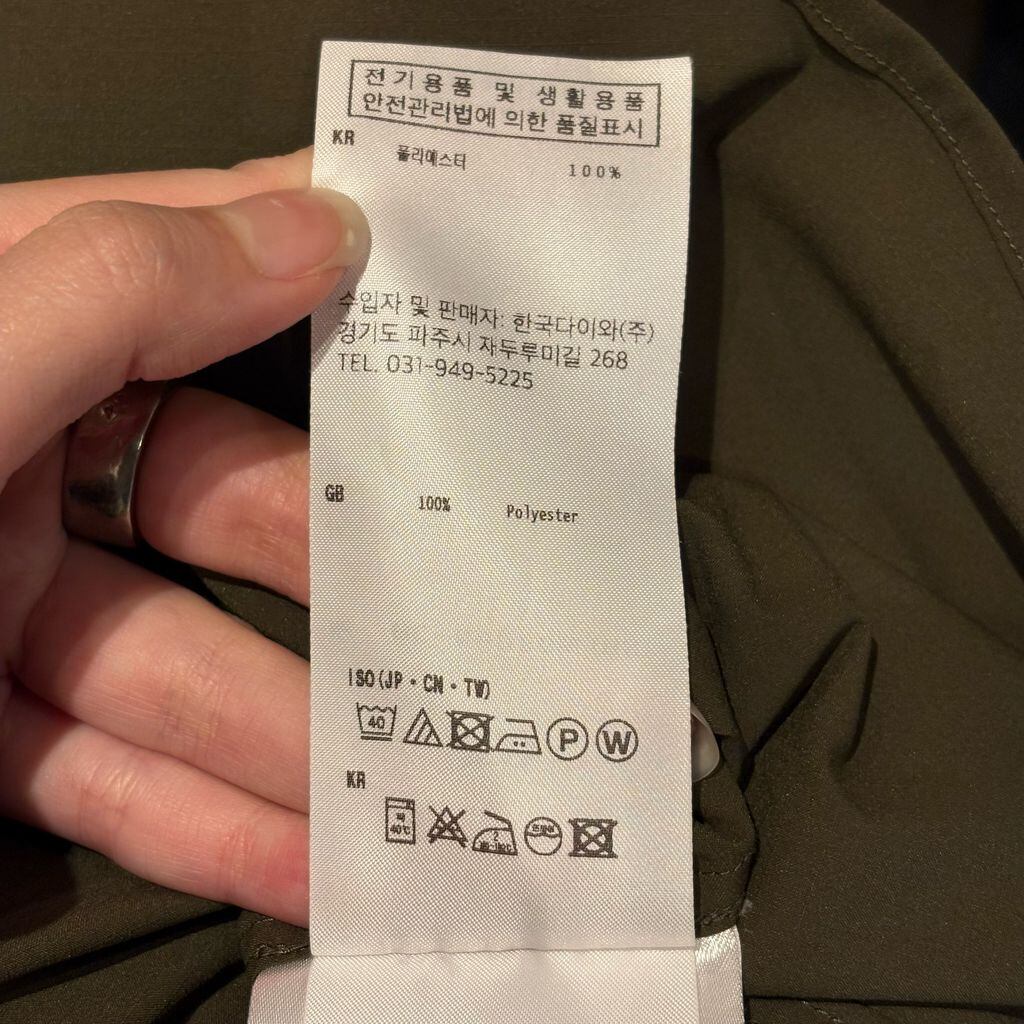 전기용품 및 생활용품
안전관리법에 의한 품질표시
KR
폴리에스터 100%
수입자 및 판매자: 한국다이와(주)
경기도 파주시 자두루미길 268
TEL. 031-949-5225
GB
100% Polyester
ISO(JP・CN・TW)
40
P W
KR
약
40℃